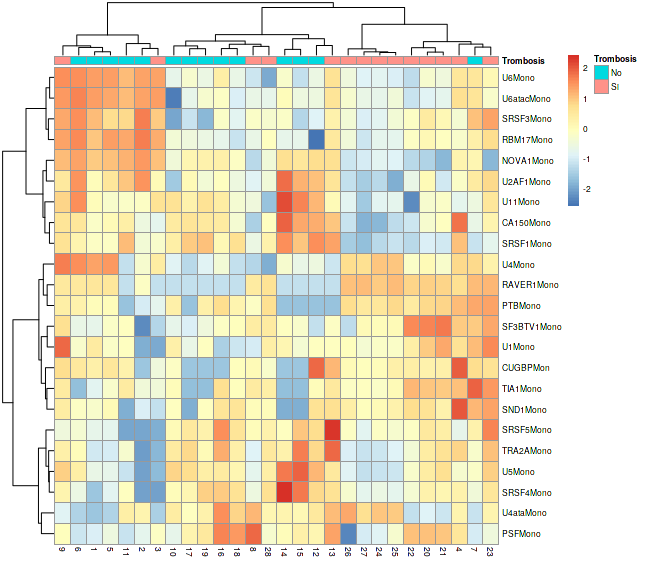 Trombosis
U6Mono
U6atacMono
SRSF3Mono
RBM17Mono
NOVA1Mono
U2AF1Mono
U11Mono
CA150Mono
SRSF1Mono
U4Mono
RAVER1Mono
PTBMono
SF3BTV1Mono
U1Mono
CUGBPMon
TIA1Mono
SND1Mono
SRSF5Mono
TRA2AMono
U5Mono
SRSF4Mono
U4ataMono
PSFMono
9 6 1 5 11 2 3 10 17 19 16 18 8 28 14 15 12 13 26 27 24 25 22 20 21 4 7 23
2
1
0
-1
-2
Trombosis
No
SI